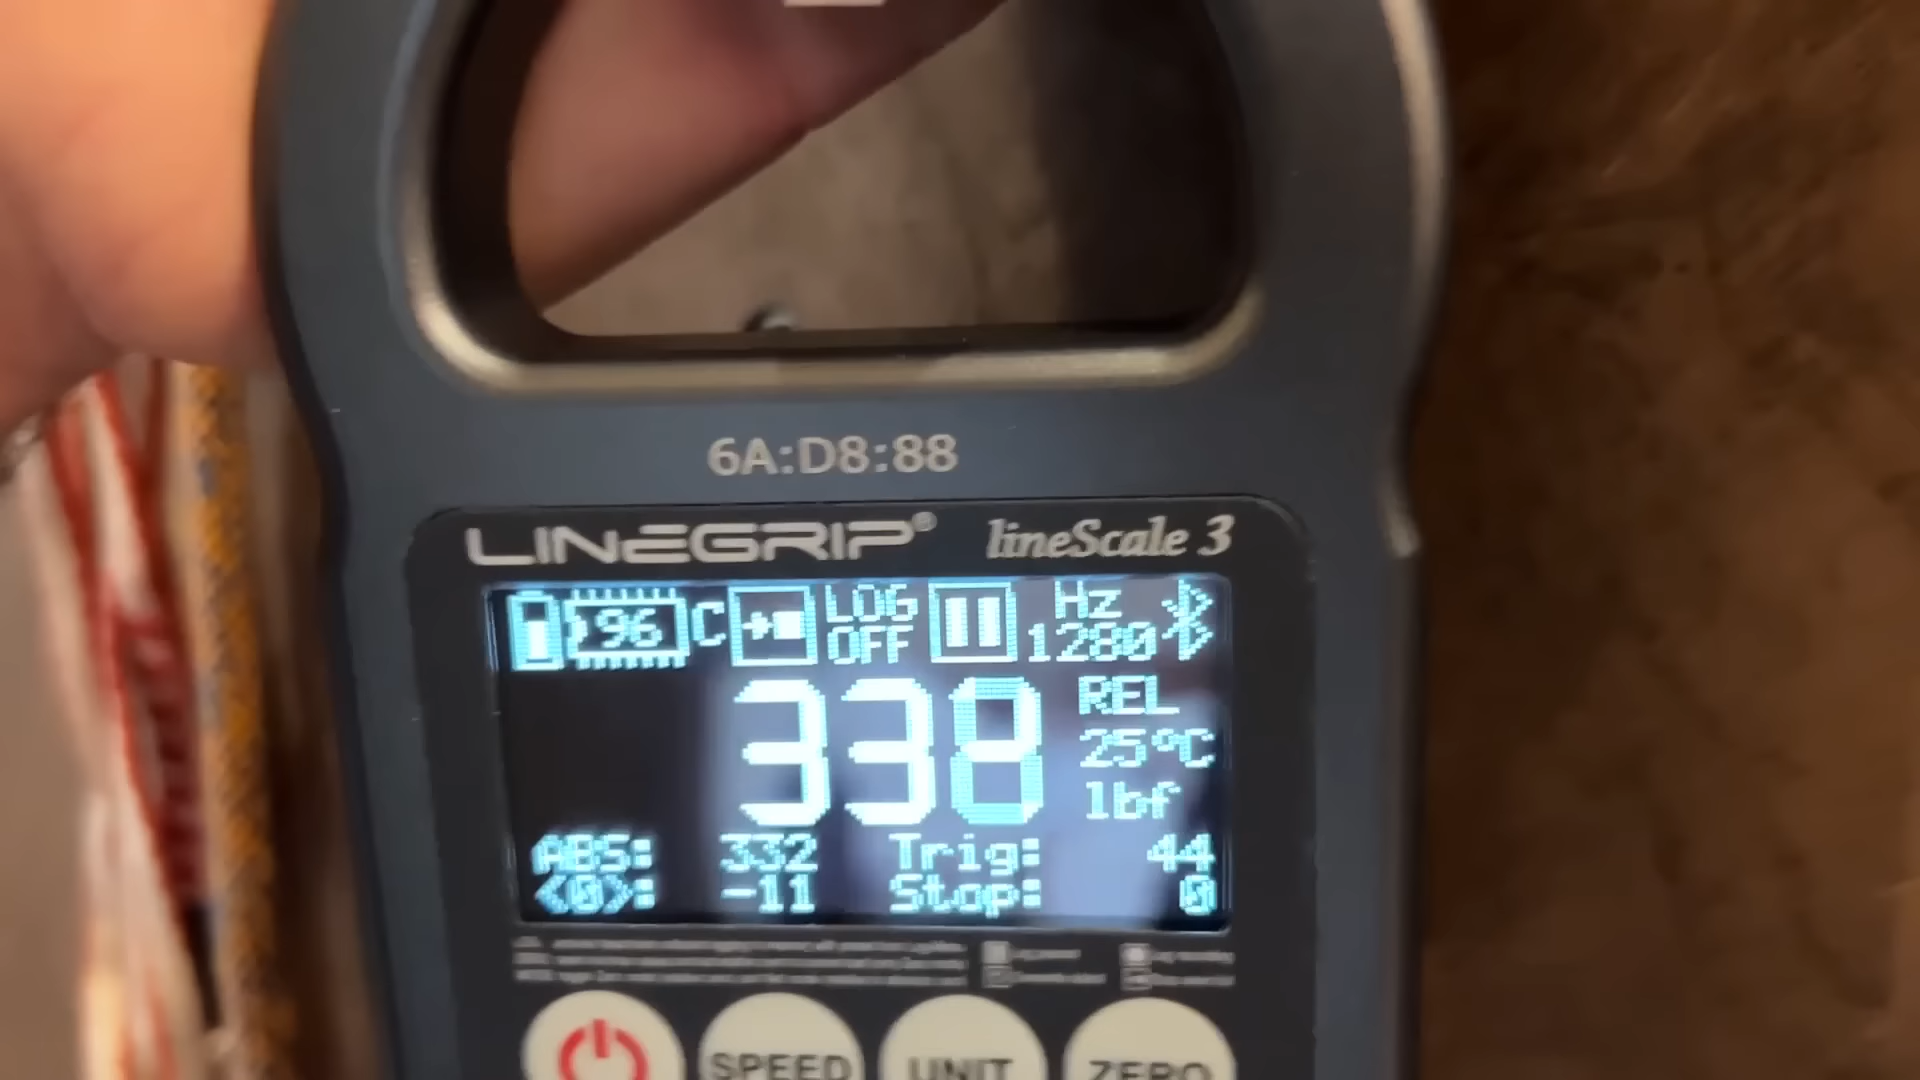 6A:D8:88
LINEGRIP® lineScale 3
96 C LOG OFF Hz 1280
338 REL
25°C
lbf
ABS: 332 Trig: 44
<0>: -11 Stop: 0
SPEED UNIT ZERO